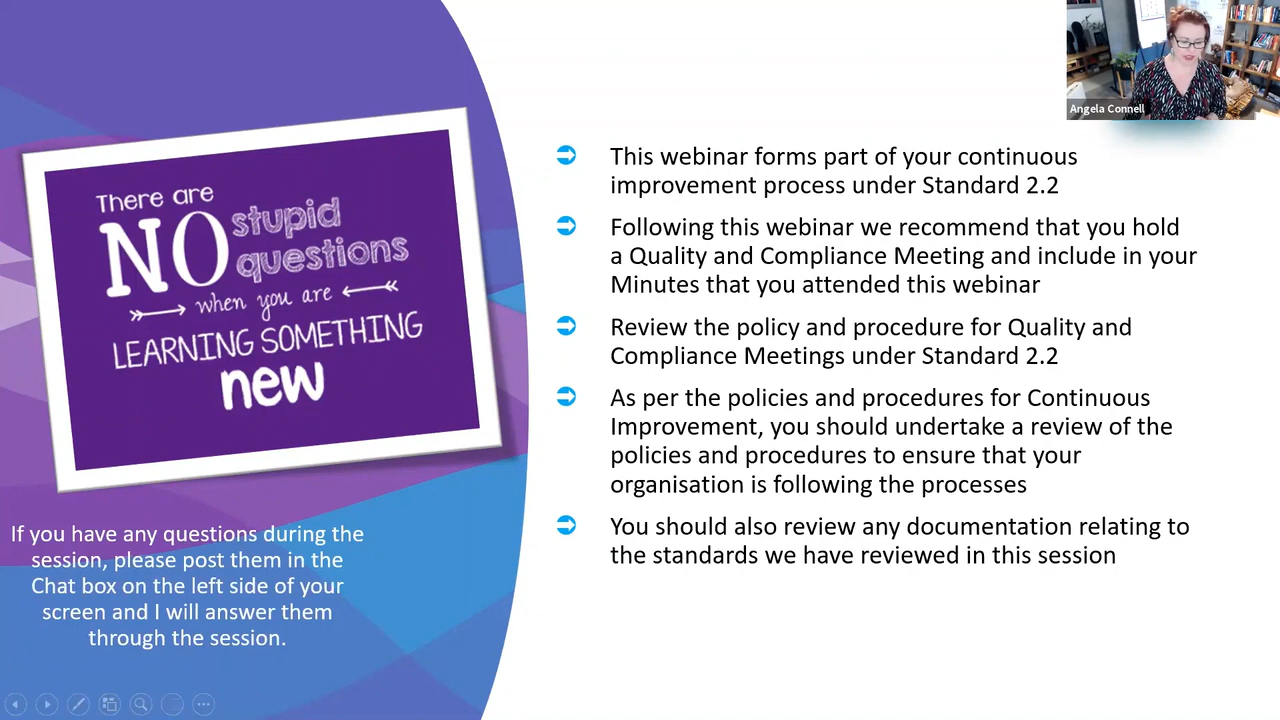 Angela Connell
There are
NO stupid
questions
when you are
LEARNING SOMETHING
new
If you have any questions during the
session, please post them in the
Chat box on the left side of your
screen and I will answer them
through the session.
This webinar forms part of your continuous
improvement process under Standard 2.2
Following this webinar we recommend that you hold
a Quality and Compliance Meeting and include in your
Minutes that you attended this webinar
Review the policy and procedure for Quality and
Compliance Meetings under Standard 2.2
As per the policies and procedures for Continuous
Improvement, you should undertake a review of the
policies and procedures to ensure that your
organisation is following the processes
You should also review any documentation relating to
the standards we have reviewed in this session